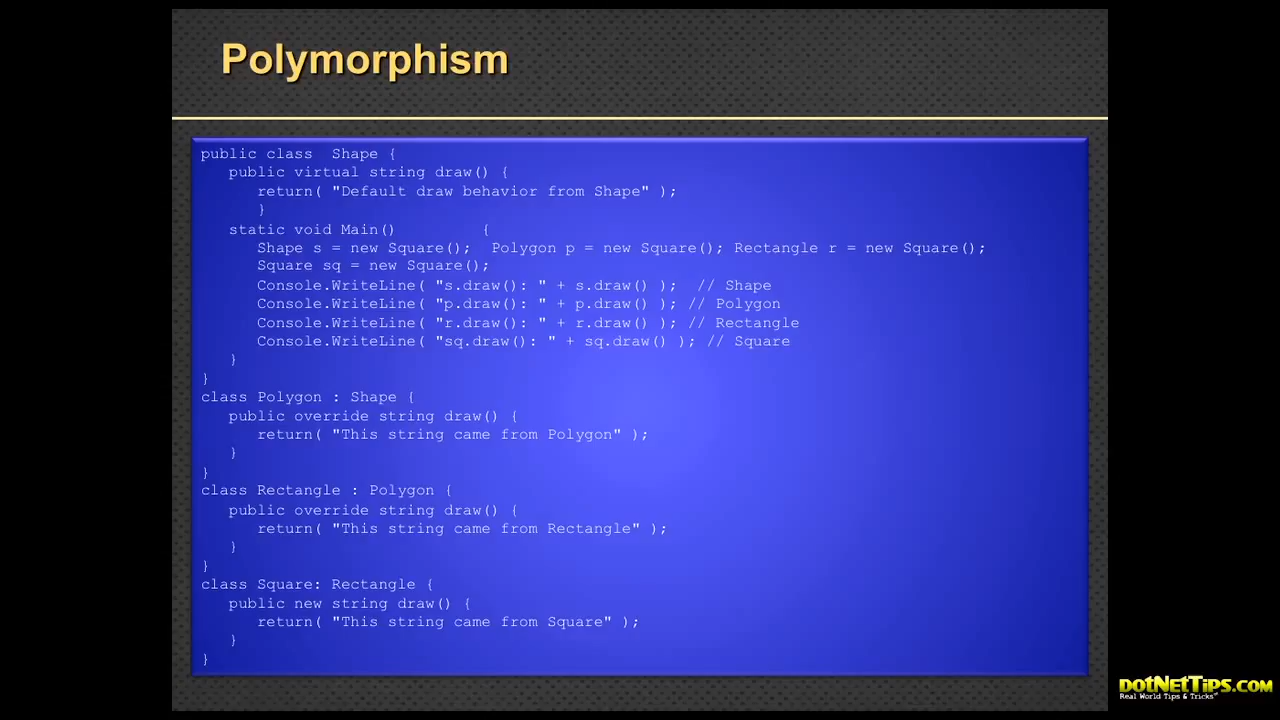 Polymorphism
public class  Shape {
   public virtual string draw() {
      return( "Default draw behavior from Shape" );
      }
   static void Main()         {
      Shape s = new Square();  Polygon p = new Square(); Rectangle r = new Square();
      Square sq = new Square();
      Console.WriteLine( "s.draw(): " + s.draw() );  // Shape
      Console.WriteLine( "p.draw(): " + p.draw() ); // Polygon
      Console.WriteLine( "r.draw(): " + r.draw() ); // Rectangle
      Console.WriteLine( "sq.draw(): " + sq.draw() ); // Square
   }
}
class Polygon : Shape {
   public override string draw() {
      return( "This string came from Polygon" );
   }
}
class Rectangle : Polygon {
   public override string draw() {
      return( "This string came from Rectangle" );
   }
}
class Square: Rectangle {
   public new string draw() {
      return( "This string came from Square" );
   }
}
DOTNETTIPS.COM
Real World Tips & Tricks